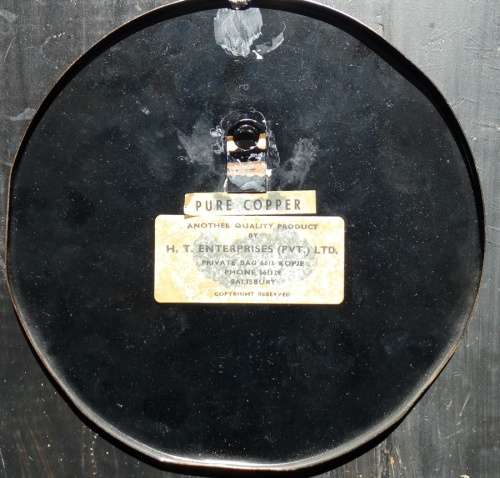 PURE COPPER
ANOTHER QUALITY PRODUCT
BY
H. T. ENTERPRISES (PVT.) LTD.
PRIVATE BAG KOPJE
PHONE
SALISBURY
COPYRIGHT RESERVED